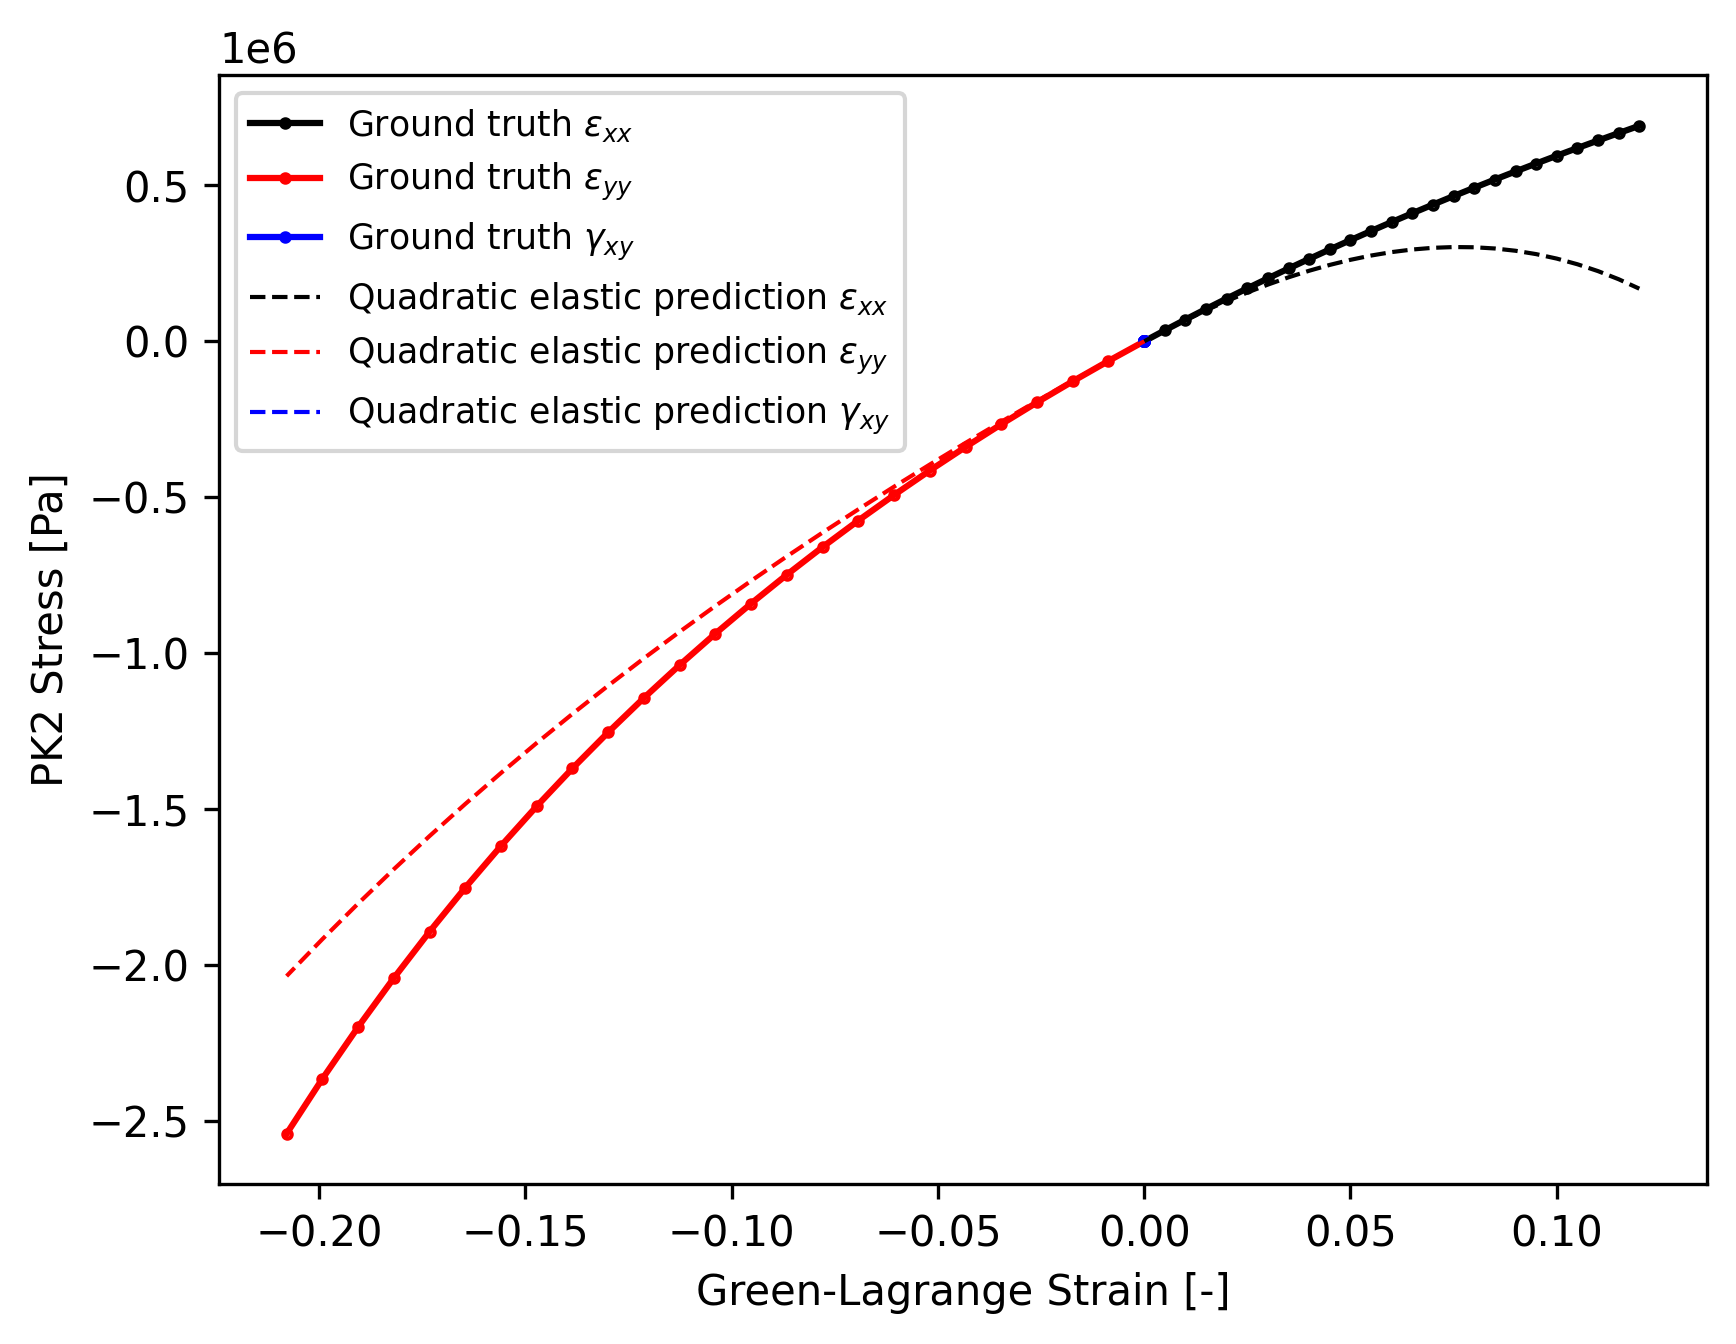 1e6
Ground truth εxx
Ground truth εyy
Ground truth γxy
Quadratic elastic prediction εxx
Quadratic elastic prediction εyy
Quadratic elastic prediction γxy
0.5
0.0
−0.5
−1.0
−1.5
−2.0
−2.5
PK2 Stress [Pa]
−0.20 −0.15 −0.10 −0.05 0.00 0.05 0.10
Green-Lagrange Strain [-]